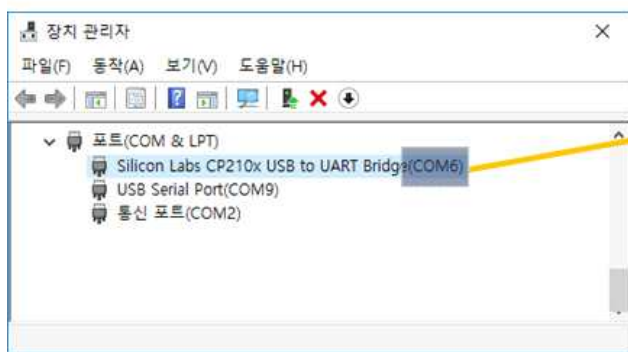 장치 관리자
파일(F) 동작(A) 보기(V) 도움말(H)
포트(COM & LPT)
Silicon Labs CP210x USB to UART Bridge(COM6)
USB Serial Port(COM9)
통신 포트(COM2)